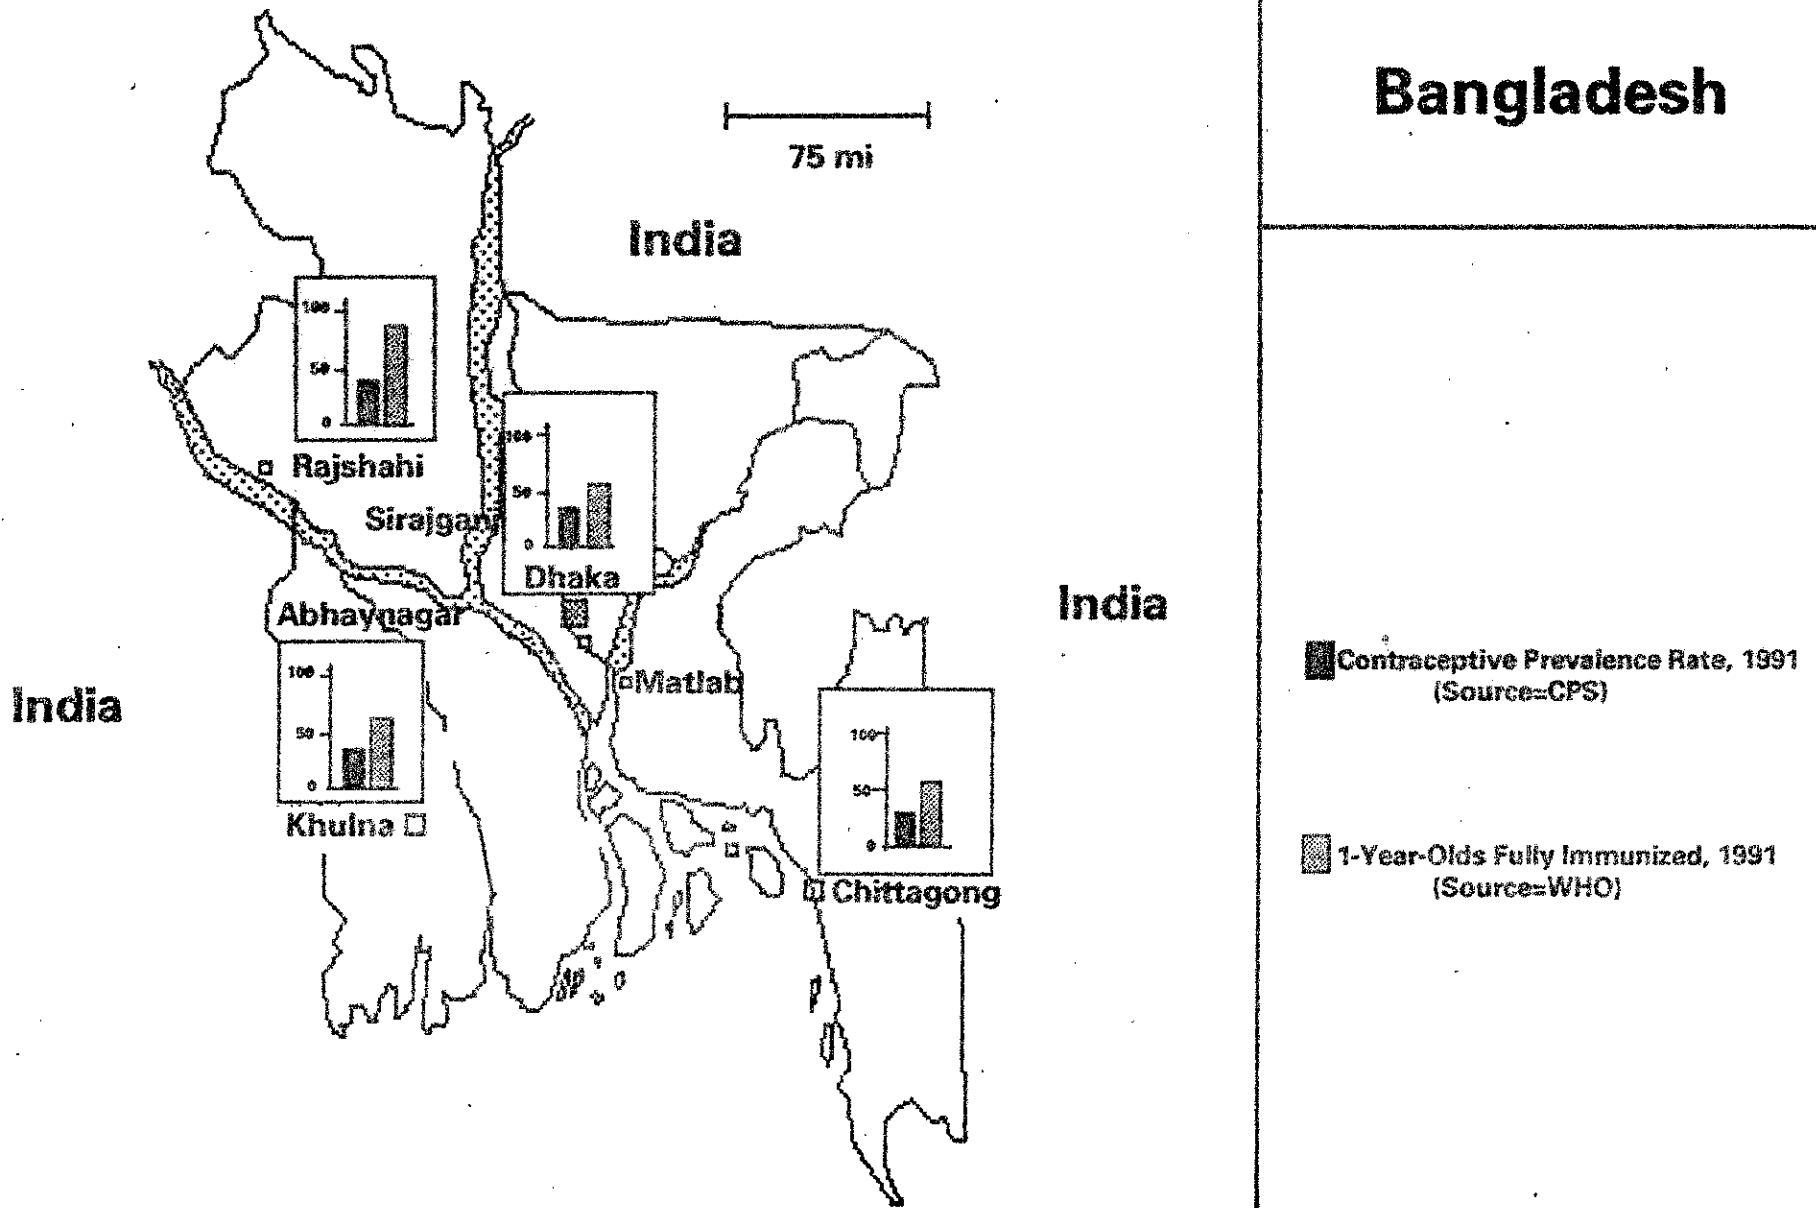 Bangladesh
75 mi
India
100
50
0
Rajshahi
100
50
0
Sirajganj
Dhaka
India
Abhaynagar
100
50
0
Matlab
India
100
50
0
Khulna
Chittagong
Contraceptive Prevalence Rate, 1991
(Source=CPS)
1-Year-Olds Fully Immunized, 1991
(Source=WHO)